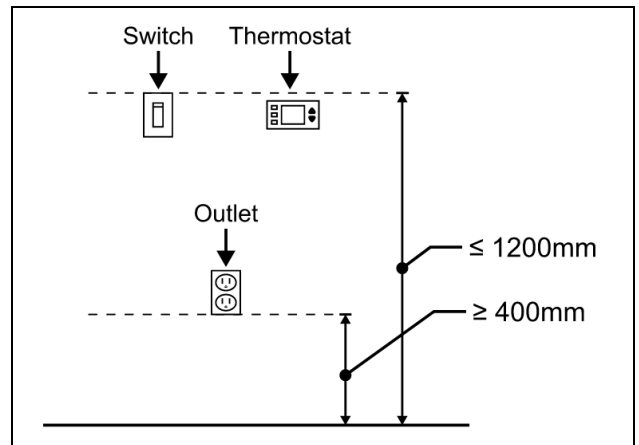 Switch
Thermostat
Outlet
≤ 1200mm
≥ 400mm